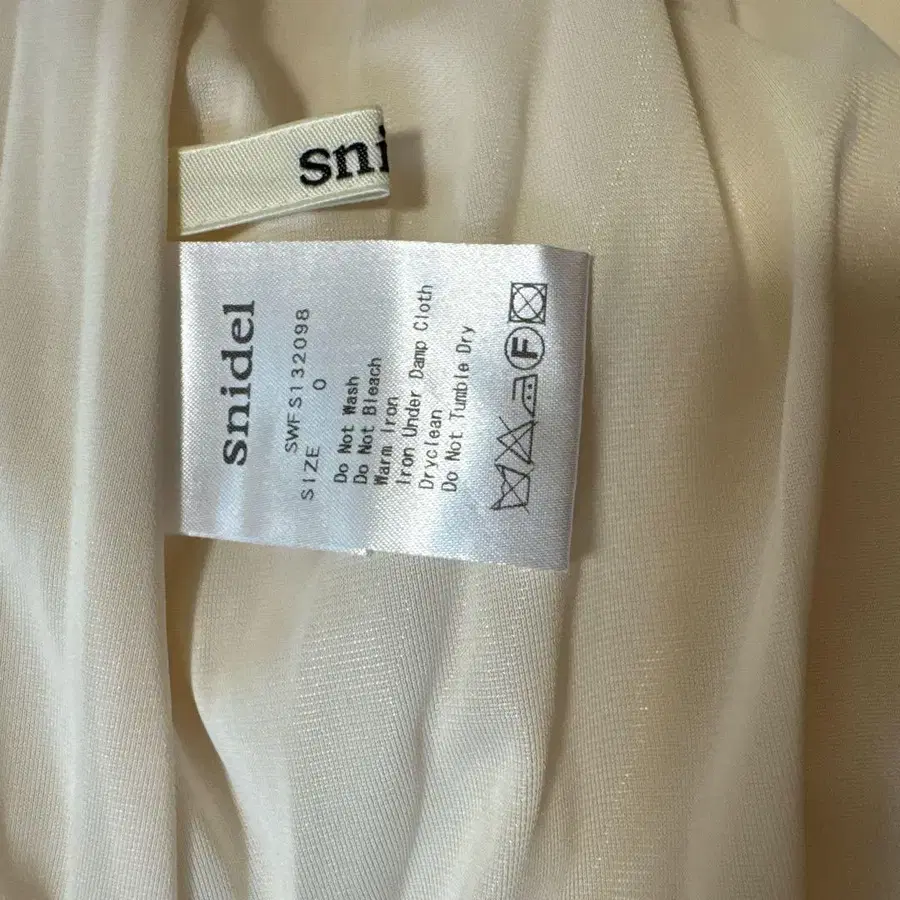 sni
snidel
SWFS132098
SIZE 0
Do Not Wash
Do Not Bleach
Warm Iron
Iron Under Damp Cloth
Dryclean
Do Not Tumble Dry
F